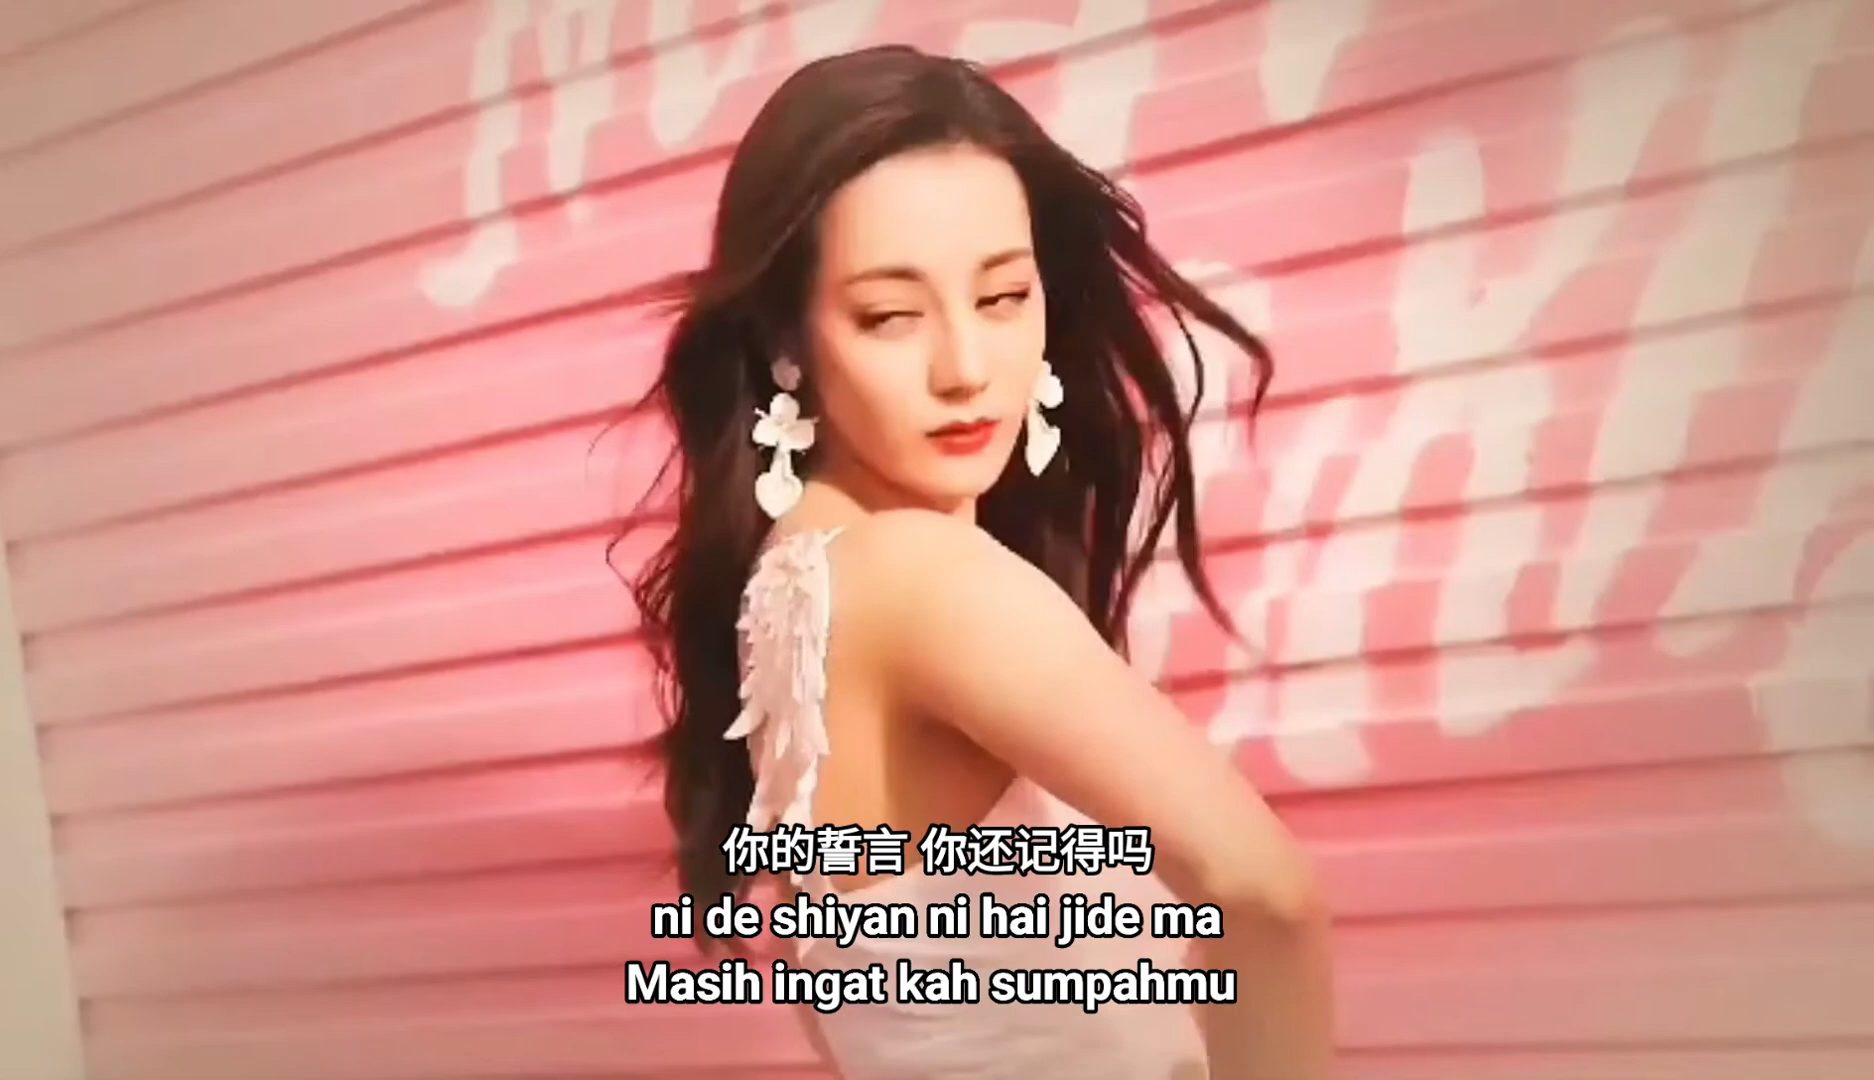 你的誓言 你还记得吗
ni de shiyan ni hai jide ma
Masih ingat kah sumpahmu